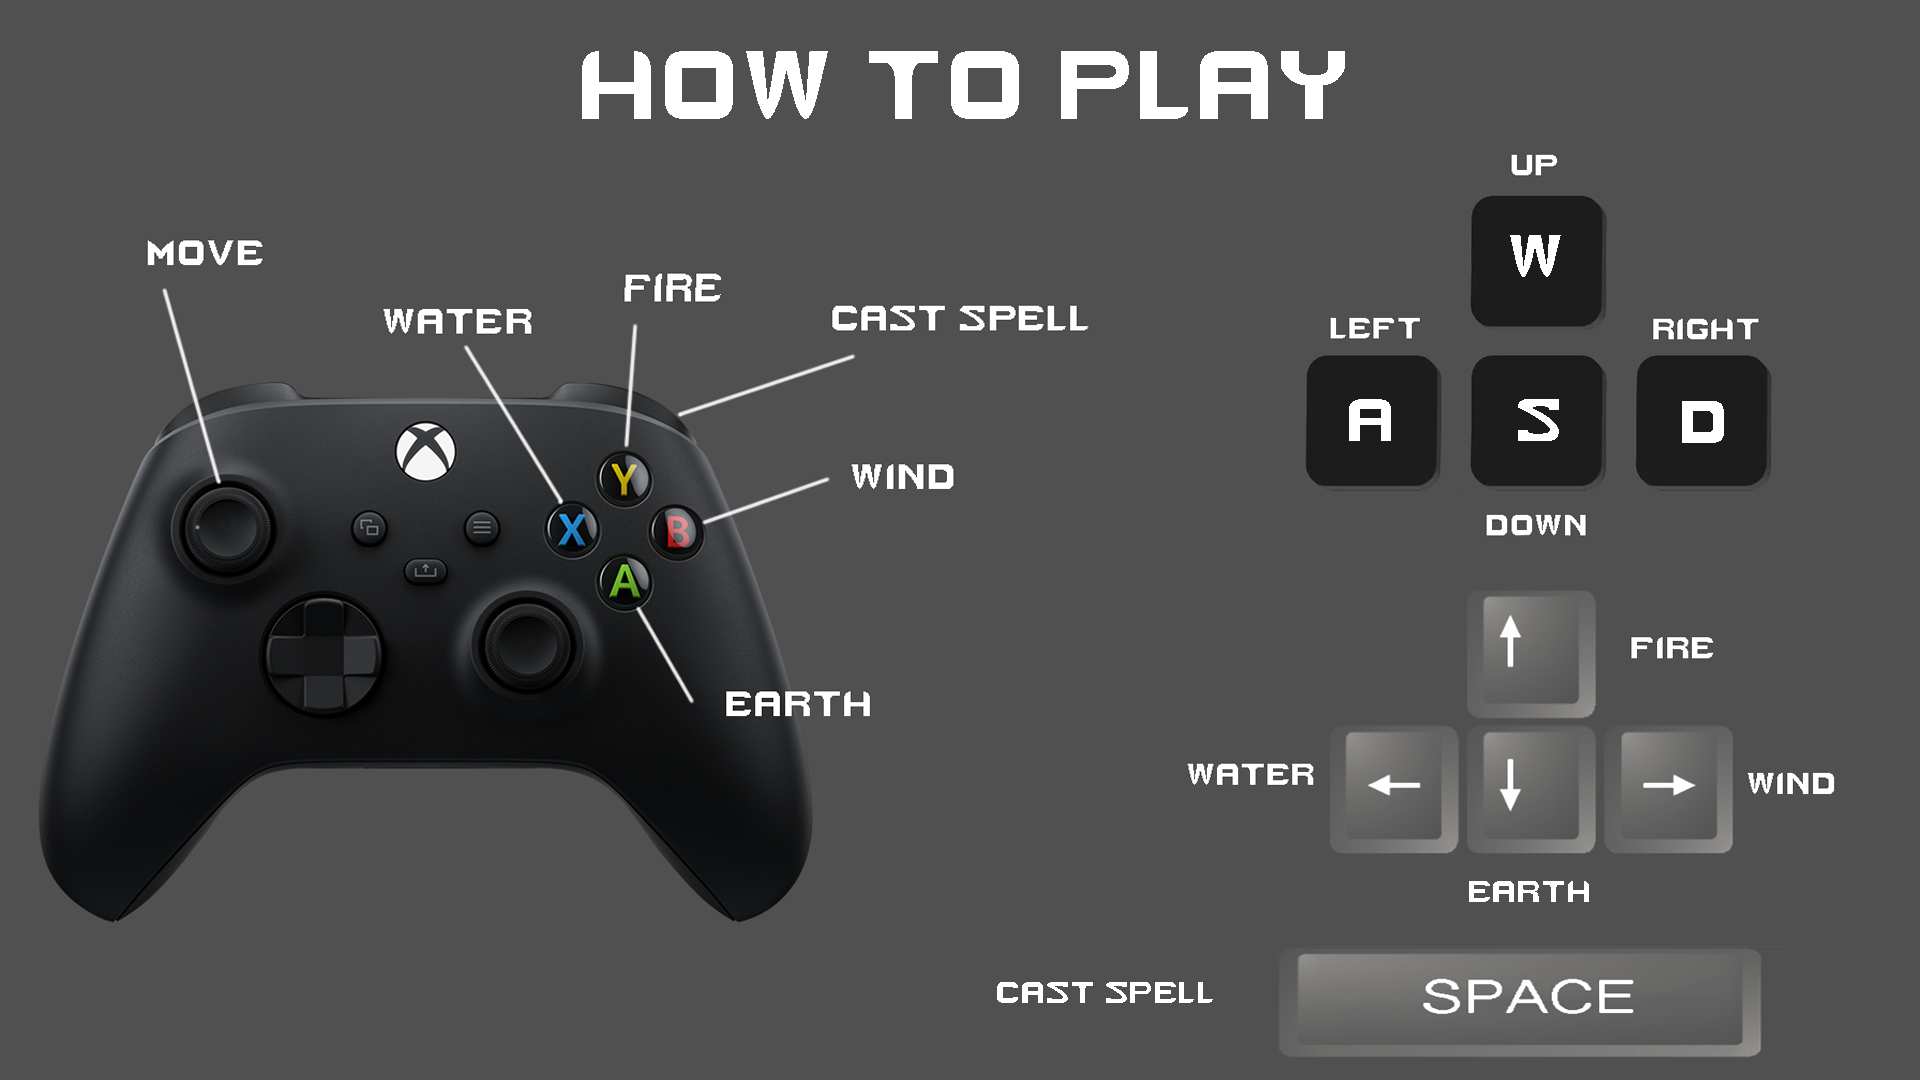 HOW TO PLAY
MOVE
WATER
FIRE
CAST SPELL
WIND
EARTH
Y
X
B
A
UP
W
LEFT
RIGHT
A
S
D
DOWN
FIRE
WATER
WIND
EARTH
CAST SPELL
SPACE